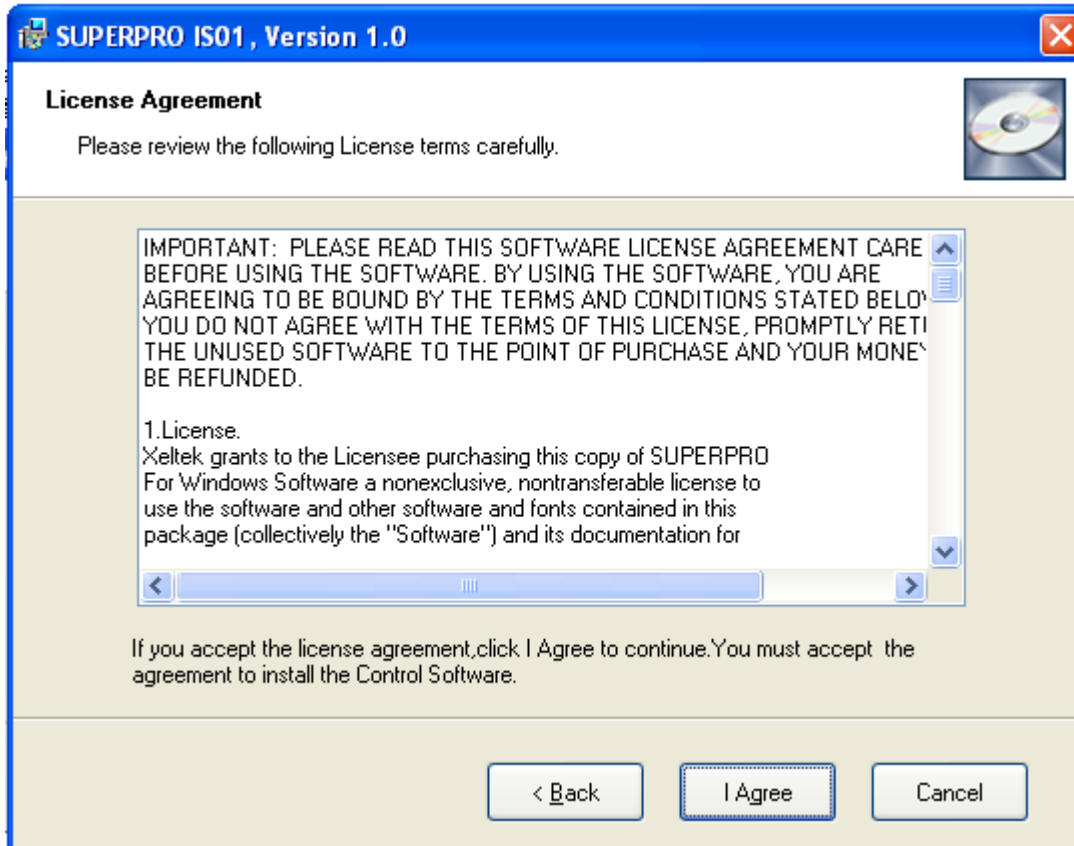 SUPERPRO IS01, Version 1.0
License Agreement
Please review the following License terms carefully.
IMPORTANT:  PLEASE READ THIS SOFTWARE LICENSE AGREEMENT CARE
BEFORE USING THE SOFTWARE. BY USING THE SOFTWARE, YOU ARE
AGREEING TO BE BOUND BY THE TERMS AND CONDITIONS STATED
YOU DO NOT AGREE WITH THE TERMS OF THIS LICENSE, PROMPTLY
THE UNUSED SOFTWARE TO THE POINT OF PURCHASE AND YOUR
BE REFUNDED.
1.License.
Xeltek grants to the Licensee purchasing this copy of SUPERPRO
For Windows Software a nonexclusive, nontransferable license to
use the software and other software and fonts contained in this
package (collectively the "Software") and its documentation for
If you accept the license agreement,click I Agree to continue.You must accept  the
agreement to install the Control Software.
< Back
I Agree
Cancel